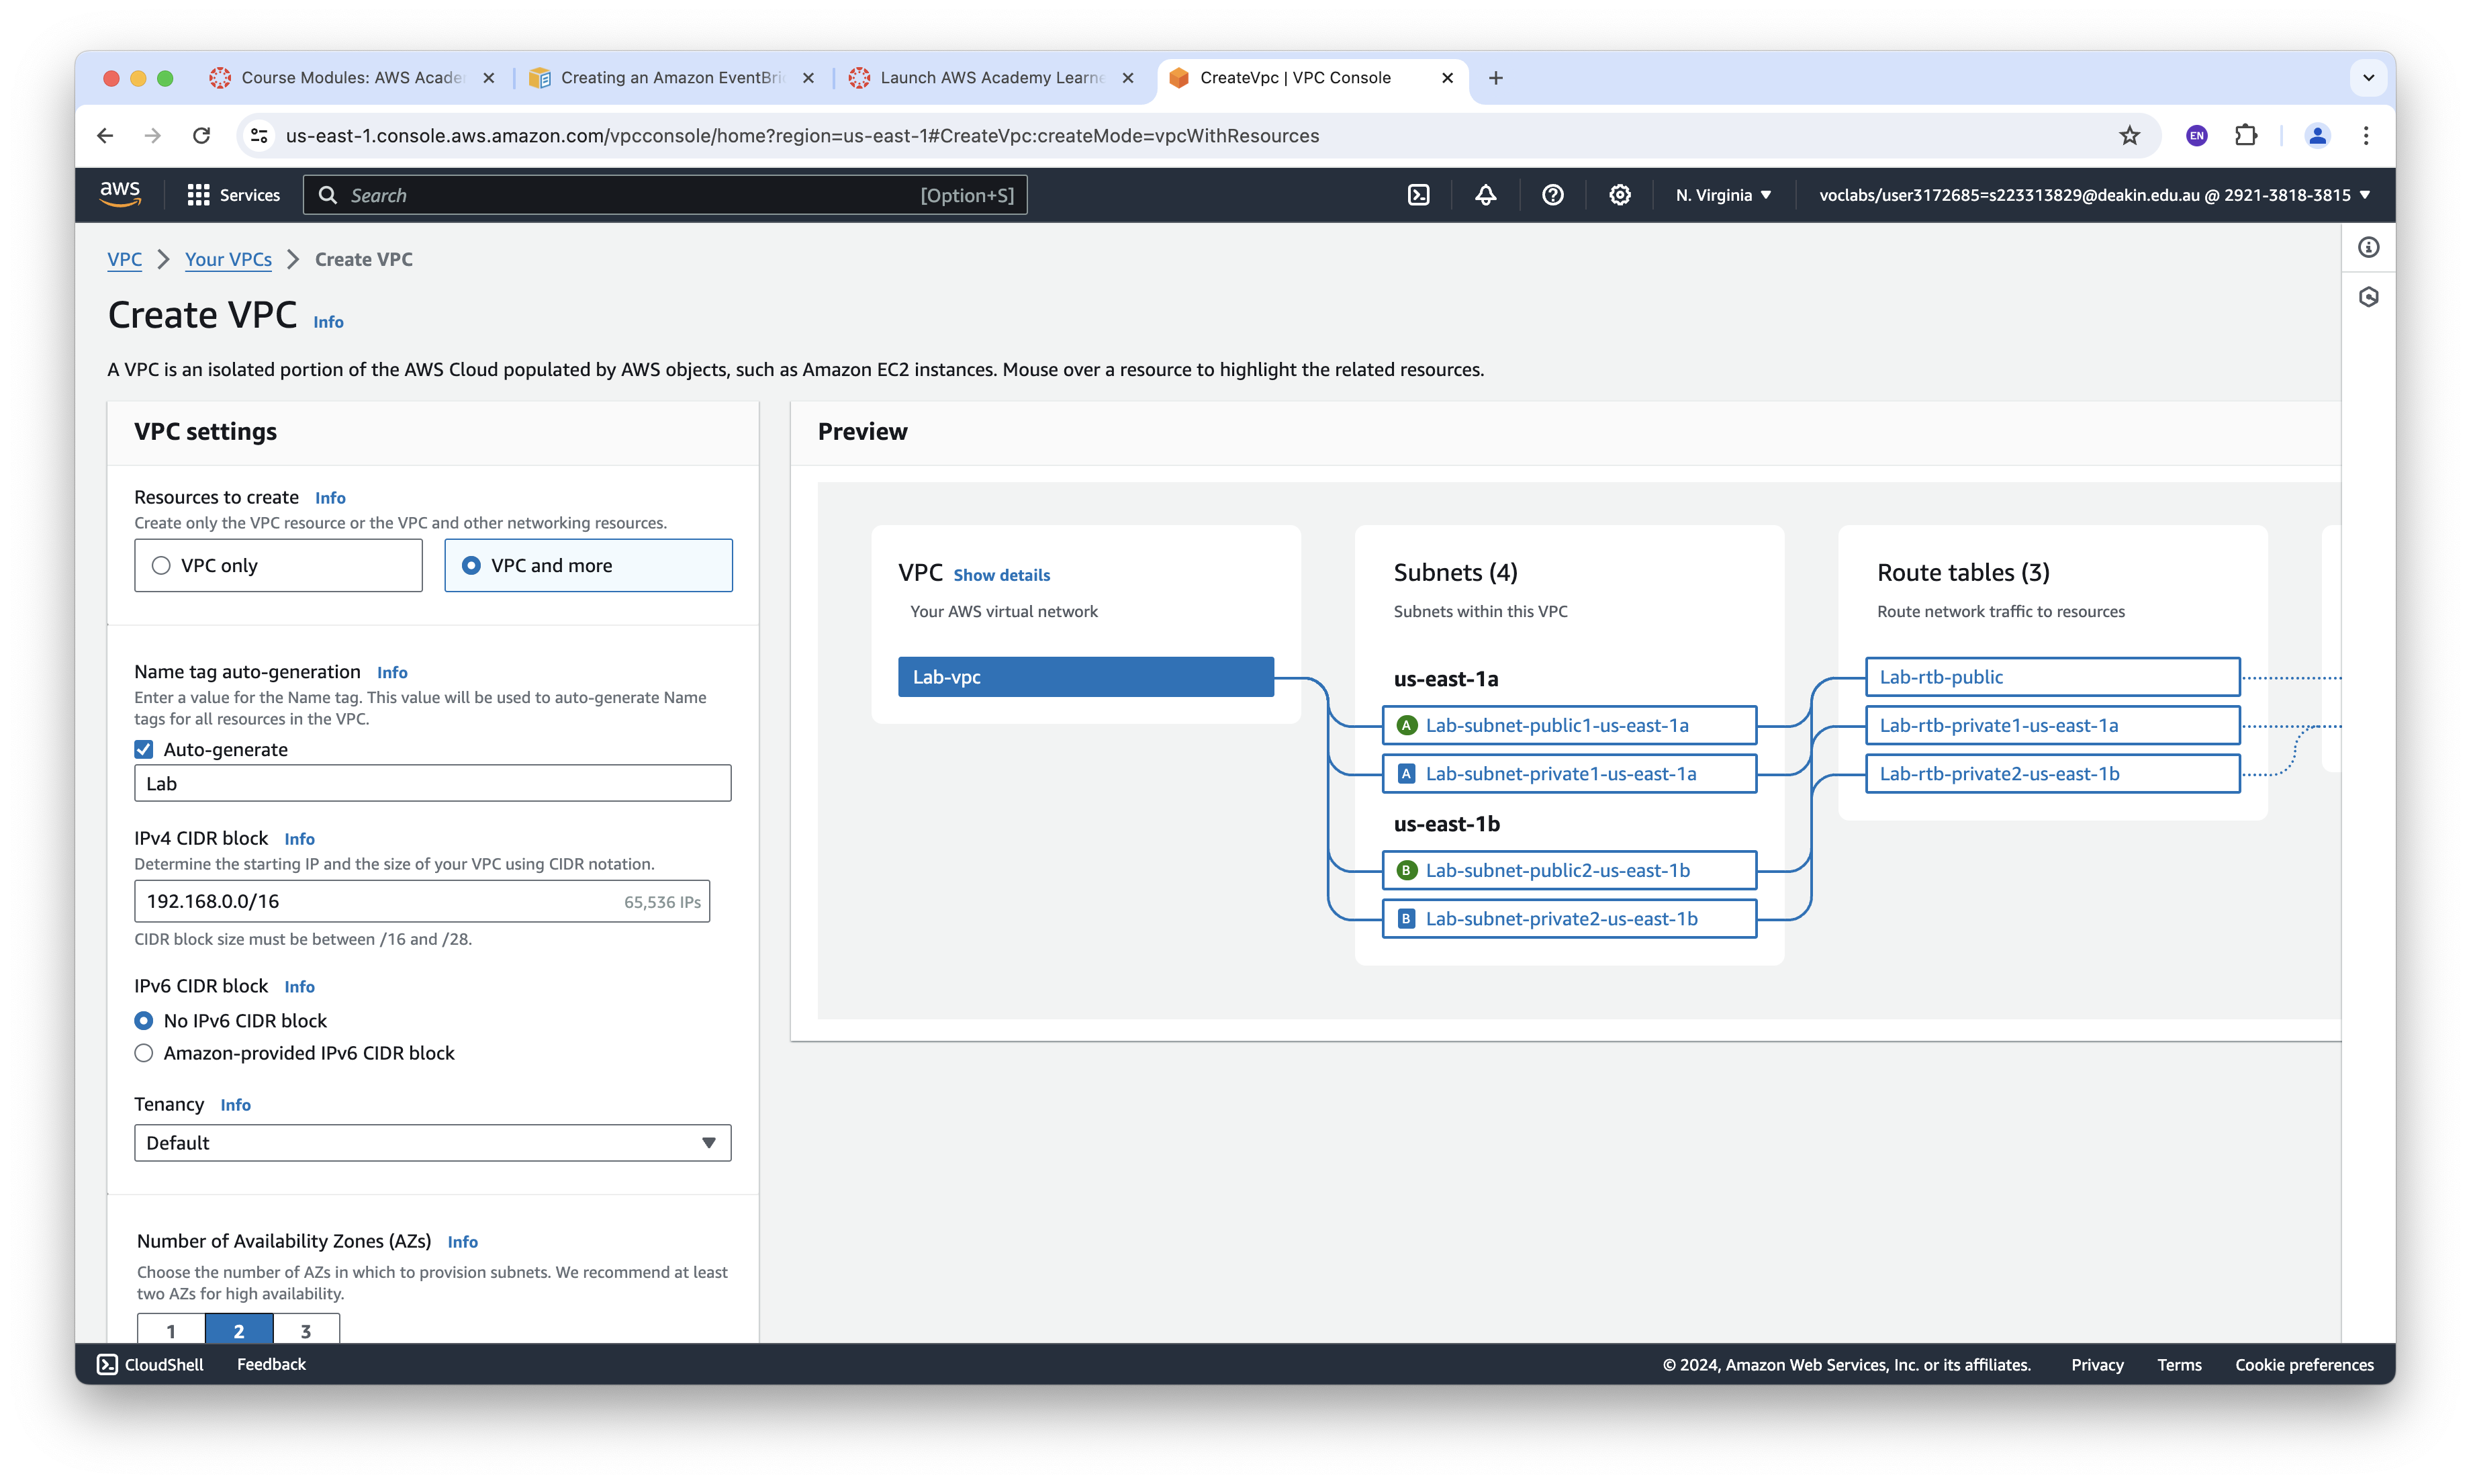 Course Modules: AWS Acade
Creating an Amazon EventBri
Launch AWS Academy Learne
CreateVpc | VPC Console
us-east-1.console.aws.amazon.com/vpcconsole/home?region=us-east-1#CreateVpc:createMode=vpcWithResources
EN
aws
Services
Search
[Option+S]
N. Virginia
voclabs/user3172685=s223313829@deakin.edu.au @ 2921-3818-3815
VPC
Your VPCs
Create VPC
Create VPC Info
A VPC is an isolated portion of the AWS Cloud populated by AWS objects, such as Amazon EC2 instances. Mouse over a resource to highlight the related resources.
VPC settings
Resources to create Info
Create only the VPC resource or the VPC and other networking resources.
VPC only
VPC and more
Name tag auto-generation Info
Enter a value for the Name tag. This value will be used to auto-generate Name
tags for all resources in the VPC.
Auto-generate
Lab
IPv4 CIDR block Info
Determine the starting IP and the size of your VPC using CIDR notation.
192.168.0.0/16
65,536 IPs
CIDR block size must be between /16 and /28.
IPv6 CIDR block Info
No IPv6 CIDR block
Amazon-provided IPv6 CIDR block
Tenancy Info
Default
Number of Availability Zones (AZs) Info
Choose the number of AZs in which to provision subnets. We recommend at least
two AZs for high availability.
1 2 3
Preview
VPC Show details
Your AWS virtual network
Lab-vpc
Subnets (4)
Subnets within this VPC
us-east-1a
A Lab-subnet-public1-us-east-1a
A Lab-subnet-private1-us-east-1a
us-east-1b
B Lab-subnet-public2-us-east-1b
B Lab-subnet-private2-us-east-1b
Route tables (3)
Route network traffic to resources
Lab-rtb-public
Lab-rtb-private1-us-east-1a
Lab-rtb-private2-us-east-1b
CloudShell
Feedback
© 2024, Amazon Web Services, Inc. or its affiliates.
Privacy
Terms
Cookie preferences